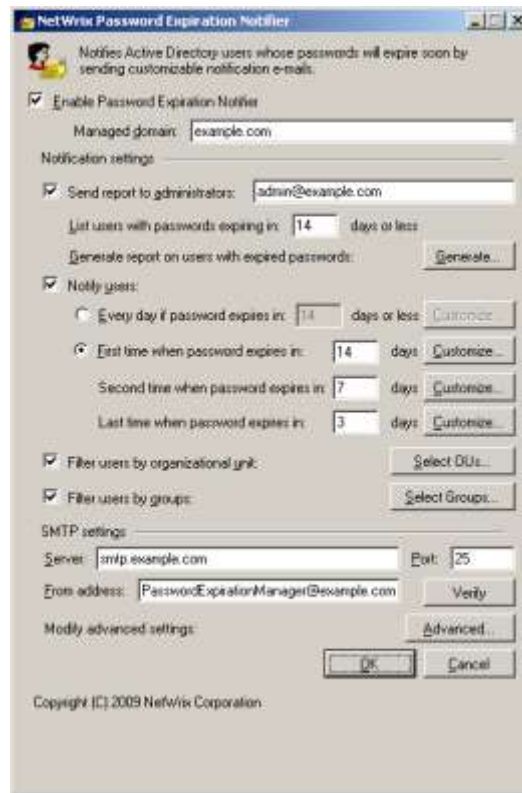 NetWrix Password Expiration Notifier
Notifies Active Directory users whose passwords will expire soon by
sending customizable notification e-mails.
Enable Password Expiration Notifier
Managed domain: example.com
Notification settings
Send report to administrators: admin@example.com
List users with passwords expiring in: 14 days or less
Generate report on users with expired passwords: Generate...
Notify users:
Every day if password expires in: 14 days or less Customize...
First time when password expires in: 14 days Customize...
Second time when password expires in: 7 days Customize...
Last time when password expires in: 3 days Customize...
Filter users by organizational unit: Select OUs...
Filter users by groups: Select Groups...
SMTP settings
Server: smtp.example.com Port: 25
From address: PasswordExpirationManager@example.com Verify
Modify advanced settings: Advanced...
OK Cancel
Copyright (C) 2009 NetWrix Corporation